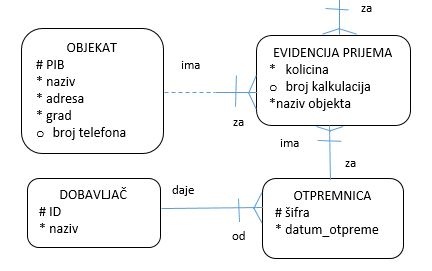 za
OBJEKAT
# PIB
* naziv
* adresa
* grad
o broj telefona
ima
za
EVIDENCIJA PRIJEMA
* kolicina
o broj kalkulacija
*naziv objekta
ima
za
DOBAVLJAČ
# ID
* naziv
daje
od
OTPREMNICA
# šifra
* datum_otpreme